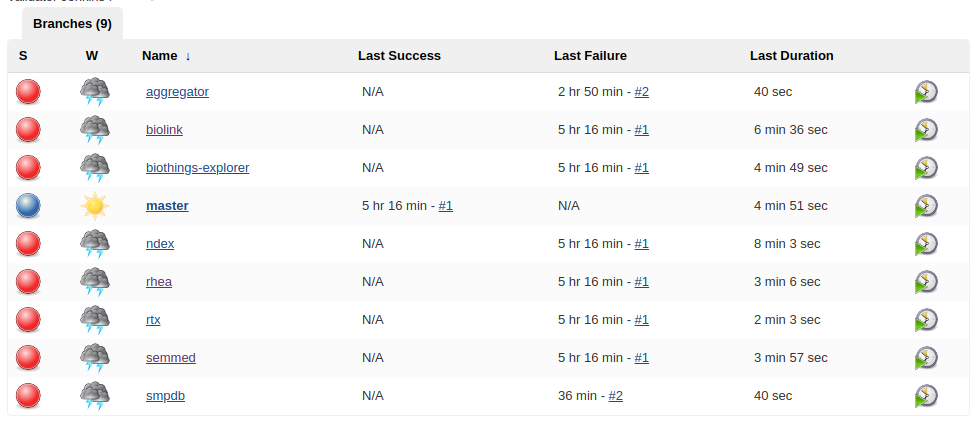 Branches (9)
S W Name ↓ Last Success Last Failure Last Duration
aggregator N/A 2 hr 50 min - #2 40 sec
biolink N/A 5 hr 16 min - #1 6 min 36 sec
biothings-explorer N/A 5 hr 16 min - #1 4 min 49 sec
master 5 hr 16 min - #1 N/A 4 min 51 sec
ndex N/A 5 hr 16 min - #1 8 min 3 sec
rhea N/A 5 hr 16 min - #1 3 min 6 sec
rtx N/A 5 hr 16 min - #1 2 min 3 sec
semmed N/A 5 hr 16 min - #1 3 min 57 sec
smpdb N/A 36 min - #2 40 sec